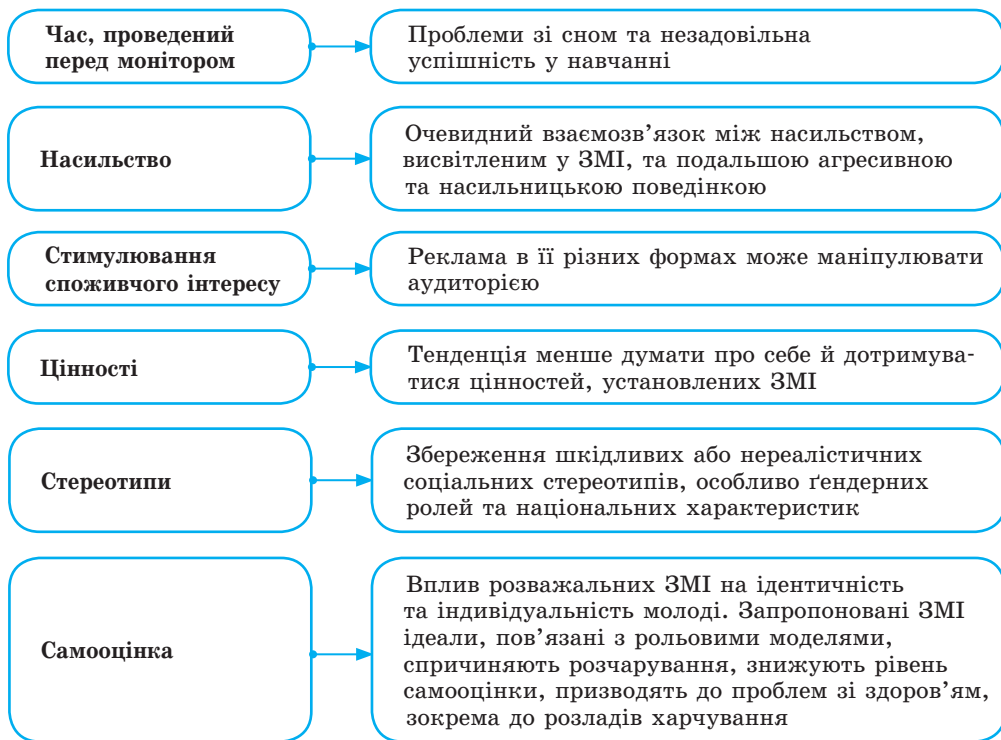 Час, проведений
перед монітором
Проблеми зі сном та незадовільна
успішність у навчанні
Насильство
Очевидний взаємозв’язок між насильством,
висвітленим у ЗМІ, та подальшою агресивною
та насильницькою поведінкою
Стимулювання
споживчого інтересу
Реклама в її різних формах може маніпулювати
аудиторією
Цінності
Тенденція менше думати про себе й дотримува-
тися цінностей, установлених ЗМІ
Стереотипи
Збереження шкідливих або нереалістичних
соціальних стереотипів, особливо ґендерних
ролей та національних характеристик
Самооцінка
Вплив розважальних ЗМІ на ідентичність
та індивідуальність молоді. Запропоновані ЗМІ
ідеали, пов’язані з рольовими моделями,
спричиняють розчарування, знижують рівень
самооцінки, призводять до проблем зі здоров’ям,
зокрема до розладів харчування